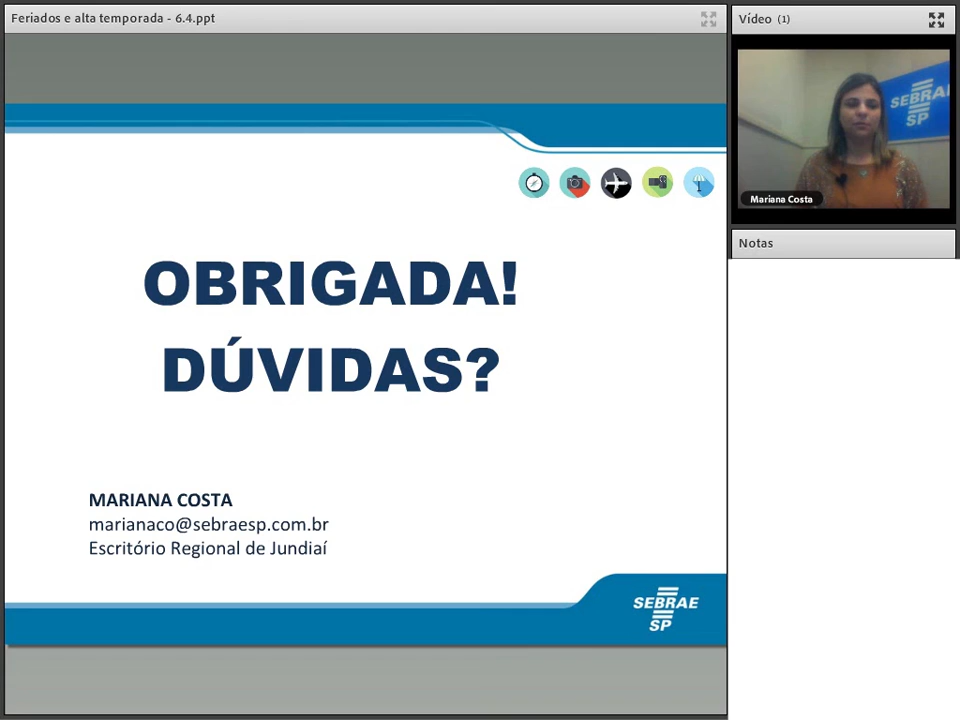 Feriados e alta temporada - 6.4.ppt
Vídeo (1)
SEBRAE
SP
Mariana Costa
Notas
OBRIGADA!
DÚVIDAS?
MARIANA COSTA
marianaco@sebraesp.com.br
Escritório Regional de Jundiaí
SEBRAE
SP